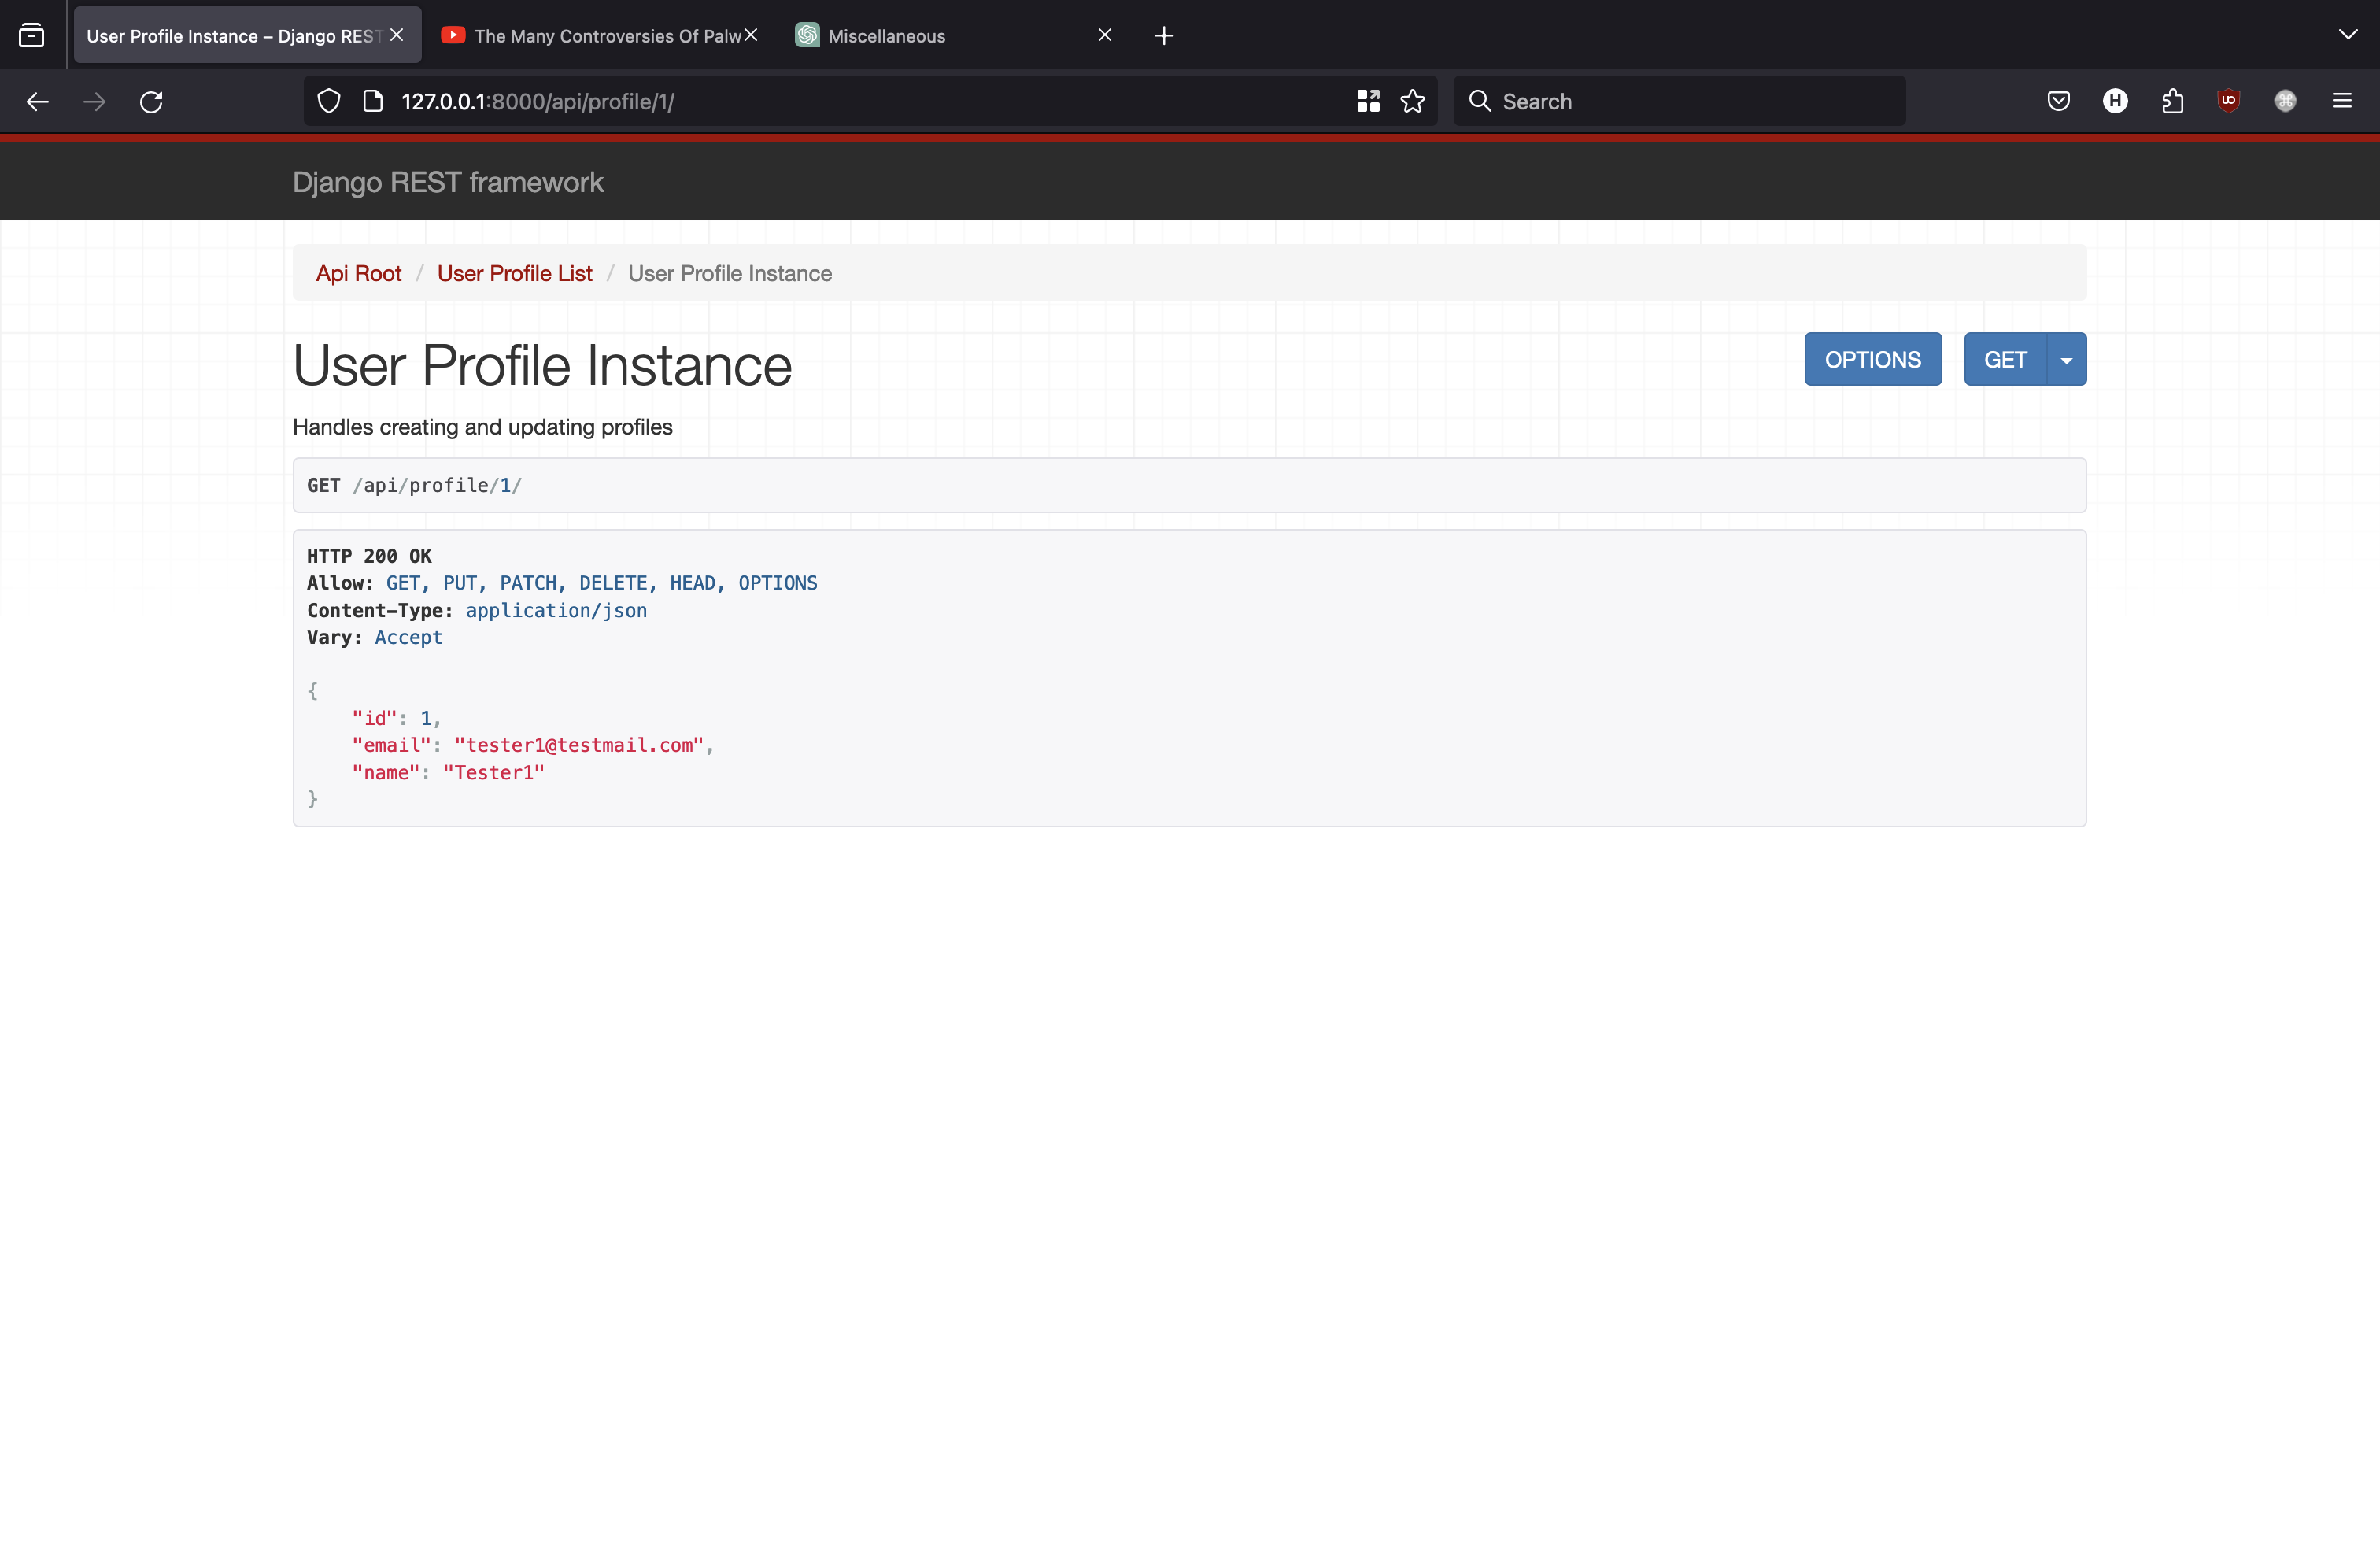 User Profile Instance – Django REST
The Many Controversies Of Palw
Miscellaneous
127.0.0.1:8000/api/profile/1/
Search
H
Django REST framework
Api Root / User Profile List / User Profile Instance
User Profile Instance
OPTIONS
GET
Handles creating and updating profiles
GET /api/profile/1/
HTTP 200 OK
Allow: GET, PUT, PATCH, DELETE, HEAD, OPTIONS
Content-Type: application/json
Vary: Accept
{
    "id": 1,
    "email": "tester1@testmail.com",
    "name": "Tester1"
}